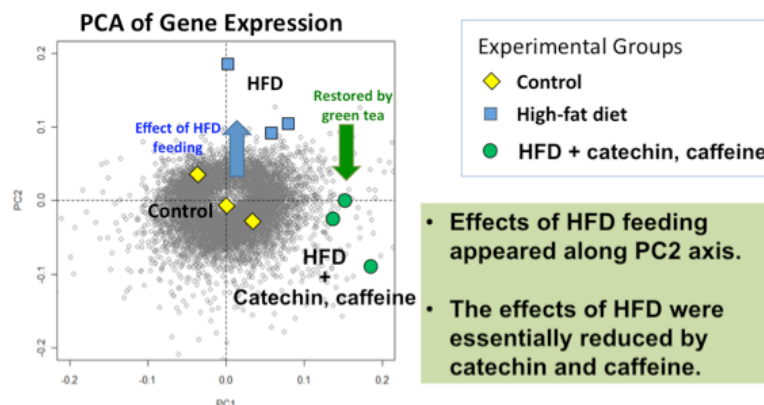 PCA of Gene Expression
0.2
0.1
0.0
-0.1
-0.2
PC2
-0.2
-0.1
0.0
0.1
0.2
PC1
HFD
Restored by
green tea
Effect of HFD
feeding
Control
HFD
+
Catechin, caffeine
Experimental Groups
Control
High-fat diet
HFD + catechin, caffeine
• Effects of HFD feeding
appeared along PC2 axis.
• The effects of HFD were
essentially reduced by
catechin and caffeine.